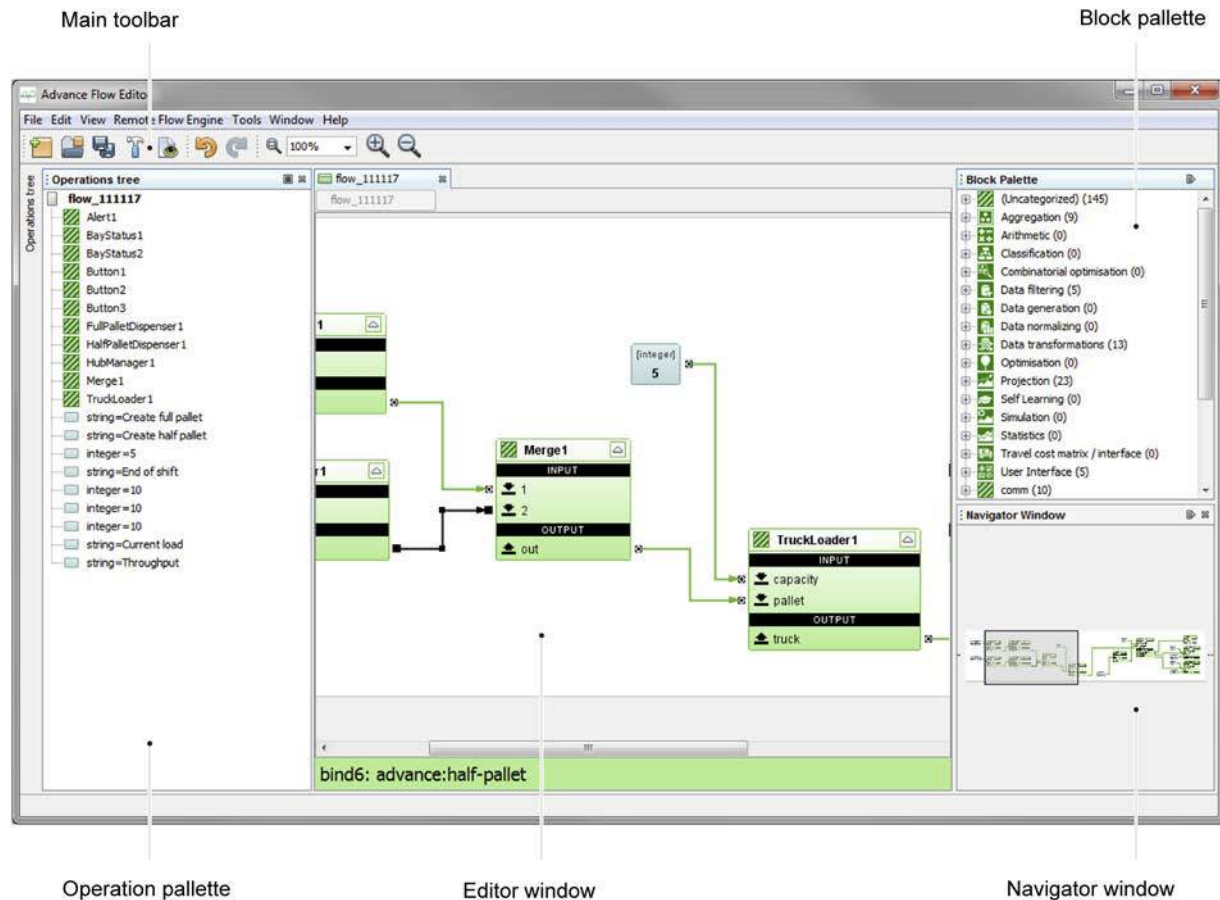 Main toolbar
Block pallette
Advance Flow Editor
File Edit View Remote Flow Engine Tools Window Help
100%
Operations tree
Operations tree
flow_111117
Alert1
BayStatus1
BayStatus2
Button1
Button2
Button3
FullPalletDispenser1
HalfPalletDispenser1
HubManager1
Merge1
TruckLoader1
string=Create full pallet
string=Create half pallet
integer=5
string=End of shift
integer=10
integer=10
integer=10
string=Current load
string=Throughput
flow_111117
flow_111117
1
r1
[integer]
5
Merge1
INPUT
1
2
OUTPUT
out
TruckLoader1
INPUT
capacity
pallet
OUTPUT
truck
bind6: advance:half-pallet
Block Palette
(Uncategorized) (145)
Aggregation (9)
Arithmetic (0)
Classification (0)
Combinatorial optimisation (0)
Data filtering (5)
Data generation (0)
Data normalizing (0)
Data transformations (13)
Optimisation (0)
Projection (23)
Self Learning (0)
Simulation (0)
Statistics (0)
Travel cost matrix / interface (0)
User Interface (5)
comm (10)
Navigator Window
Operation pallette
Editor window
Navigator window